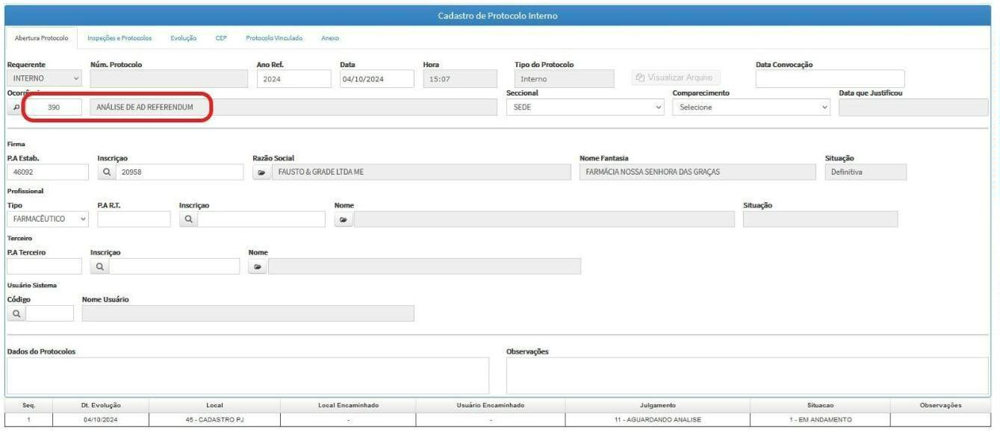 Cadastro de Protocolo Interno
Abertura Protocolo Inspeções e Protocolos Evolução CEP Protocolo Vinculado Anexo
Requerente Núm. Protocolo Ano Ref. Data Hora Tipo do Protocolo Data Convocação
INTERNO 2024 04/10/2024 15:07 Interno Visualizar Arquivo
Seccional Comparecimento Data que Justificou
390 ANÁLISE DE AD REFERENDUM SEDE Selecione
Firma
P.A Estab. Inscriçao Razão Social Nome Fantasia Situação
46092 20958 FAUSTO & GRADE LTDA ME FARMÁCIA NOSSA SENHORA DAS GRAÇAS Definitiva
Profissional
Tipo P.A R.T. Inscriçao Nome Situação
FARMACÊUTICO
Terceiro
P.A Terceiro Inscriçao Nome
Usuário Sistema
Código Nome Usuário
Dados do Protocolos Observações
Seq. Dt. Evolução Local Local Encaminhado Usuário Encaminhado Julgamento Situacao Observações
1 04/10/2024 45 - CADASTRO PJ - - 11 - AGUARDANDO ANALISE 1 - EM ANDAMENTO